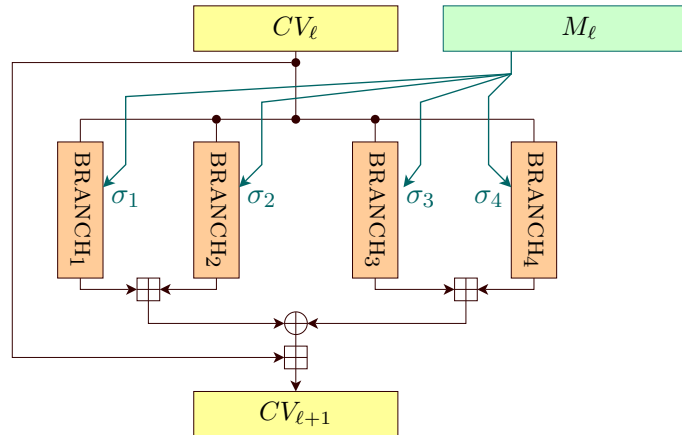 CVℓ
Mℓ
BRANCH1
BRANCH2
BRANCH3
BRANCH4
σ1
σ2
σ3
σ4
CVℓ+1